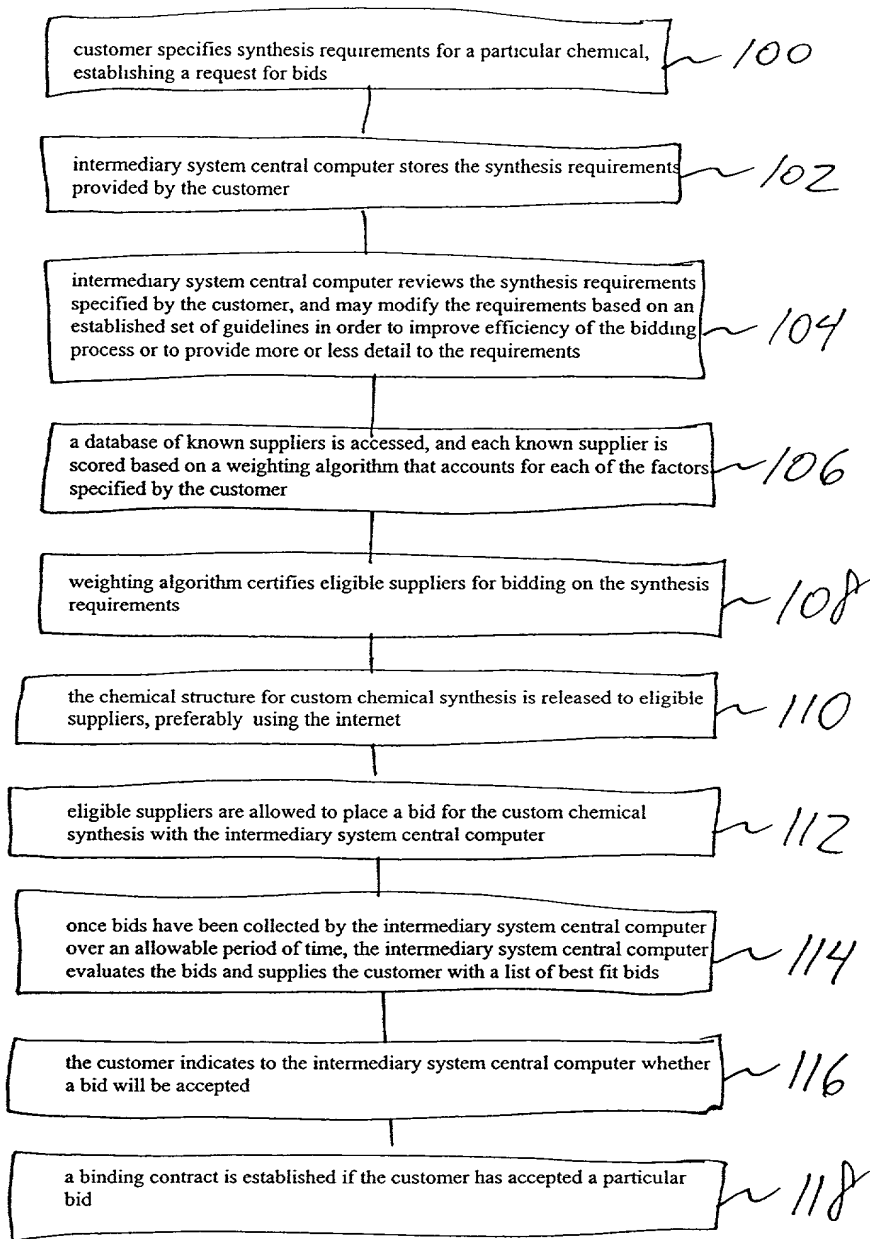 customer specifies synthesis requirements for a particular chemical,
establishing a request for bids
100
intermediary system central computer stores the synthesis requirements
provided by the customer
102
intermediary system central computer reviews the synthesis requirements
specified by the customer, and may modify the requirements based on an
established set of guidelines in order to improve efficiency of the bidding
process or to provide more or less detail to the requirements
104
a database of known suppliers is accessed, and each known supplier is
scored based on a weighting algorithm that accounts for each of the factors
specified by the customer
106
weighting algorithm certifies eligible suppliers for bidding on the synthesis
requirements
108
the chemical structure for custom chemical synthesis is released to eligible
suppliers, preferably using the internet
110
eligible suppliers are allowed to place a bid for the custom chemical
synthesis with the intermediary system central computer
112
once bids have been collected by the intermediary system central computer
over an allowable period of time, the intermediary system central computer
evaluates the bids and supplies the customer with a list of best fit bids
114
the customer indicates to the intermediary system central computer whether
a bid will be accepted
116
a binding contract is established if the customer has accepted a particular
bid
118